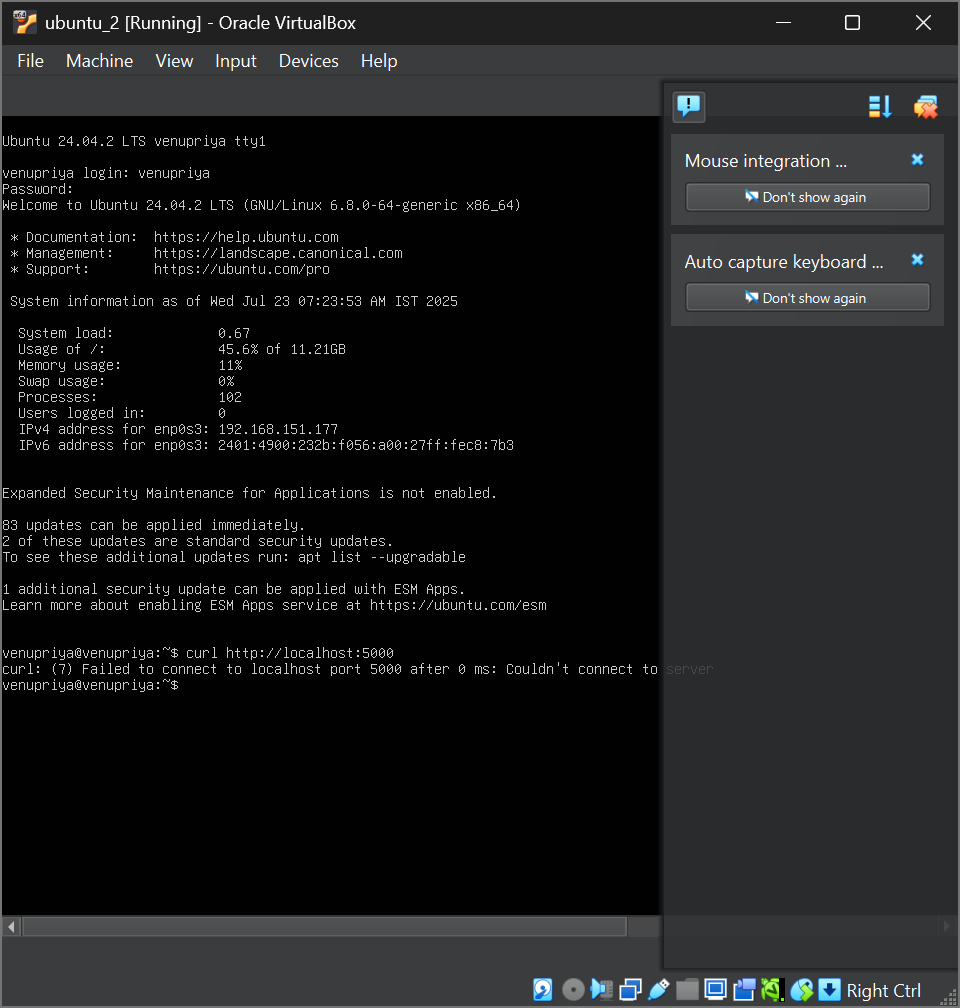 ubuntu_2 [Running] - Oracle VirtualBox
File Machine View Input Devices Help
Ubuntu 24.04.2 LTS venupriya tty1
venupriya login: venupriya
Password:
Welcome to Ubuntu 24.04.2 LTS (GNU/Linux 6.8.0-64-generic x86_64)
* Documentation: https://help.ubuntu.com
* Management: https://landscape.canonical.com
* Support: https://ubuntu.com/pro
System information as of Wed Jul 23 07:23:53 AM IST 2025
System load: 0.67
Usage of /: 45.6% of 11.21GB
Memory usage: 11%
Swap usage: 0%
Processes: 102
Users logged in: 0
IPv4 address for enp0s3: 192.168.151.177
IPv6 address for enp0s3: 2401:4900:232b:f056:a00:27ff:fec8:7b3
Expanded Security Maintenance for Applications is not enabled.
83 updates can be applied immediately.
2 of these updates are standard security updates.
To see these additional updates run: apt list --upgradable
1 additional security update can be applied with ESM Apps.
Learn more about enabling ESM Apps service at https://ubuntu.com/esm
venupriya@venupriya:~$ curl http://localhost:5000
curl: (7) Failed to connect to localhost port 5000 after 0 ms: Couldn't connect to server
venupriya@venupriya:~$
Mouse integration ...
Don't show again
Auto capture keyboard ...
Don't show again
Right Ctrl